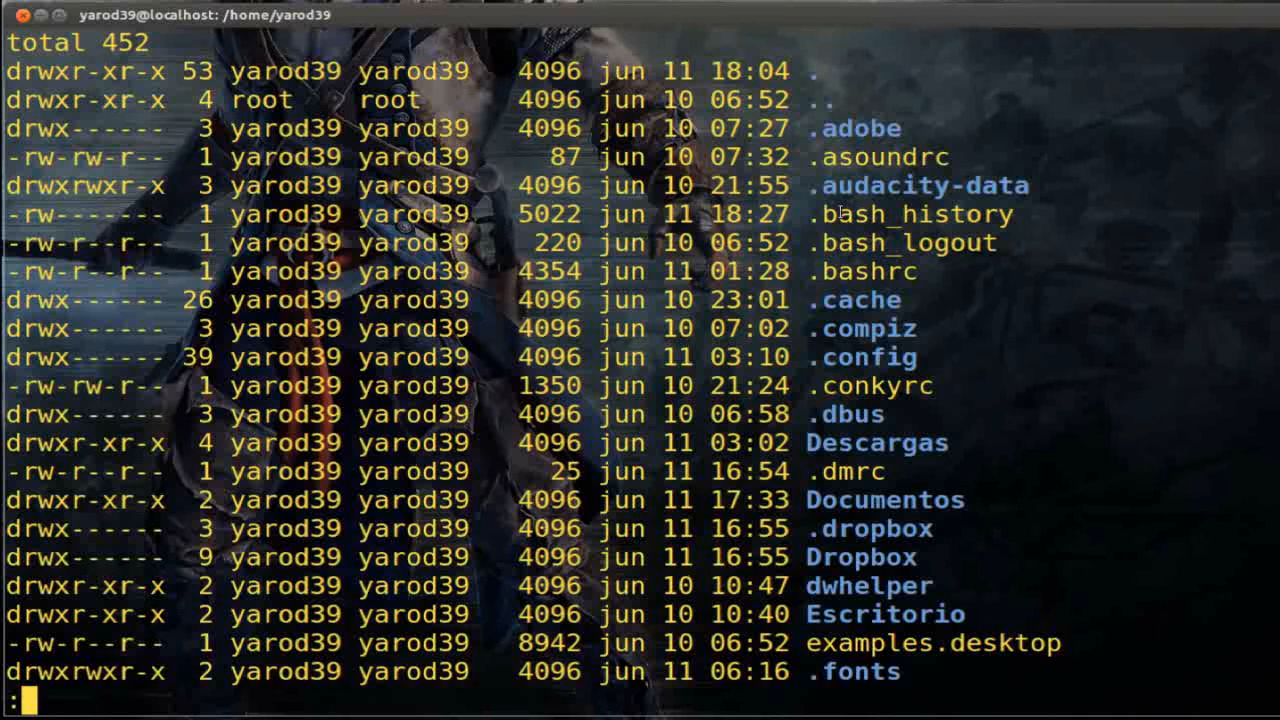 yarod39@localhost: /home/yarod39
total 452
drwxr-xr-x 53 yarod39 yarod39 4096 jun 11 18:04 .
drwxr-xr-x 4 root root 4096 jun 10 06:52 ..
drwx------ 3 yarod39 yarod39 4096 jun 10 07:27 .adobe
-rw-rw-r-- 1 yarod39 yarod39 87 jun 10 07:32 .asoundrc
drwxrwxr-x 3 yarod39 yarod39 4096 jun 10 21:55 .audacity-data
-rw------- 1 yarod39 yarod39 5022 jun 11 18:27 .bash_history
-rw-r--r-- 1 yarod39 yarod39 220 jun 10 06:52 .bash_logout
-rw-r--r-- 1 yarod39 yarod39 4354 jun 11 01:28 .bashrc
drwx------ 26 yarod39 yarod39 4096 jun 10 23:01 .cache
drwx------ 3 yarod39 yarod39 4096 jun 10 07:02 .compiz
drwx------ 39 yarod39 yarod39 4096 jun 11 03:10 .config
-rw-rw-r-- 1 yarod39 yarod39 1350 jun 10 21:24 .conkyrc
drwx------ 3 yarod39 yarod39 4096 jun 10 06:58 .dbus
drwxr-xr-x 4 yarod39 yarod39 4096 jun 11 03:02 Descargas
-rw-r--r-- 1 yarod39 yarod39 25 jun 11 16:54 .dmrc
drwxr-xr-x 2 yarod39 yarod39 4096 jun 11 17:33 Documentos
drwx------ 3 yarod39 yarod39 4096 jun 11 16:55 .dropbox
drwx------ 9 yarod39 yarod39 4096 jun 11 16:55 Dropbox
drwxr-xr-x 2 yarod39 yarod39 4096 jun 10 10:47 dwhelper
drwxr-xr-x 2 yarod39 yarod39 4096 jun 10 10:40 Escritorio
-rw-r--r-- 1 yarod39 yarod39 8942 jun 10 06:52 examples.desktop
drwxrwxr-x 2 yarod39 yarod39 4096 jun 11 06:16 .fonts
: